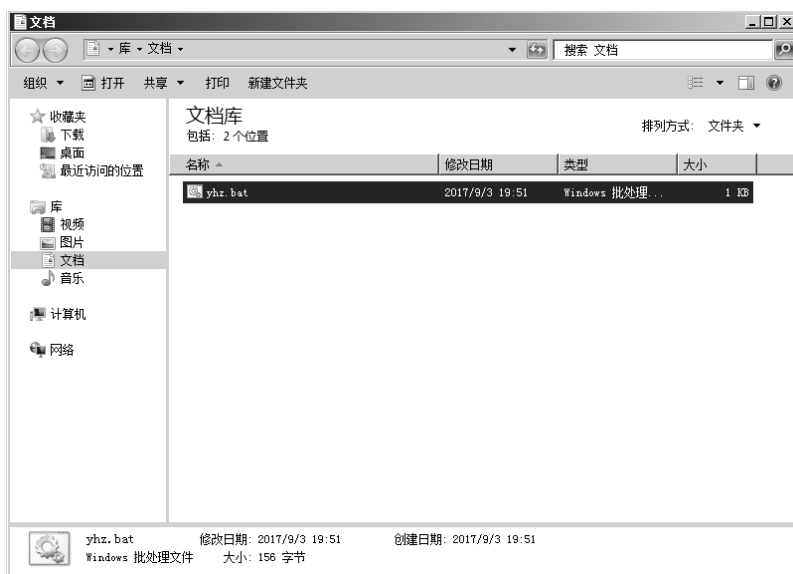 文档
库 文档
搜索 文档
组织 打开 共享 打印 新建文件夹
收藏夹
下载
桌面
最近访问的位置
库
视频
图片
文档
音乐
计算机
网络
文档库
包括: 2 个位置
排列方式: 文件夹
名称 修改日期 类型 大小
yhz.bat 2017/9/3 19:51 Windows 批处理... 1 KB
yhz.bat 修改日期: 2017/9/3 19:51 创建日期: 2017/9/3 19:51
Windows 批处理文件 大小: 156 字节